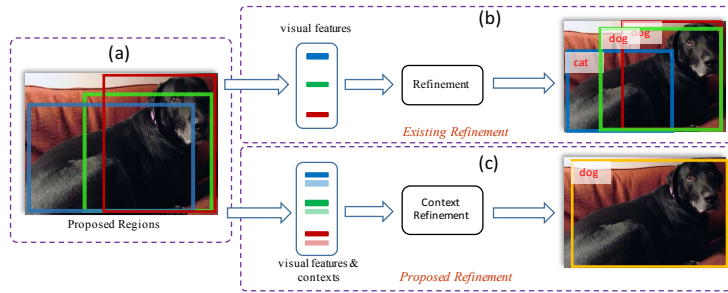 (a)
Proposed Regions
visual features
(b)
Refinement
Existing Refinement
cat
dog
dog
visual features &
contexts
(c)
Context
Refinement
Proposed Refinement
dog